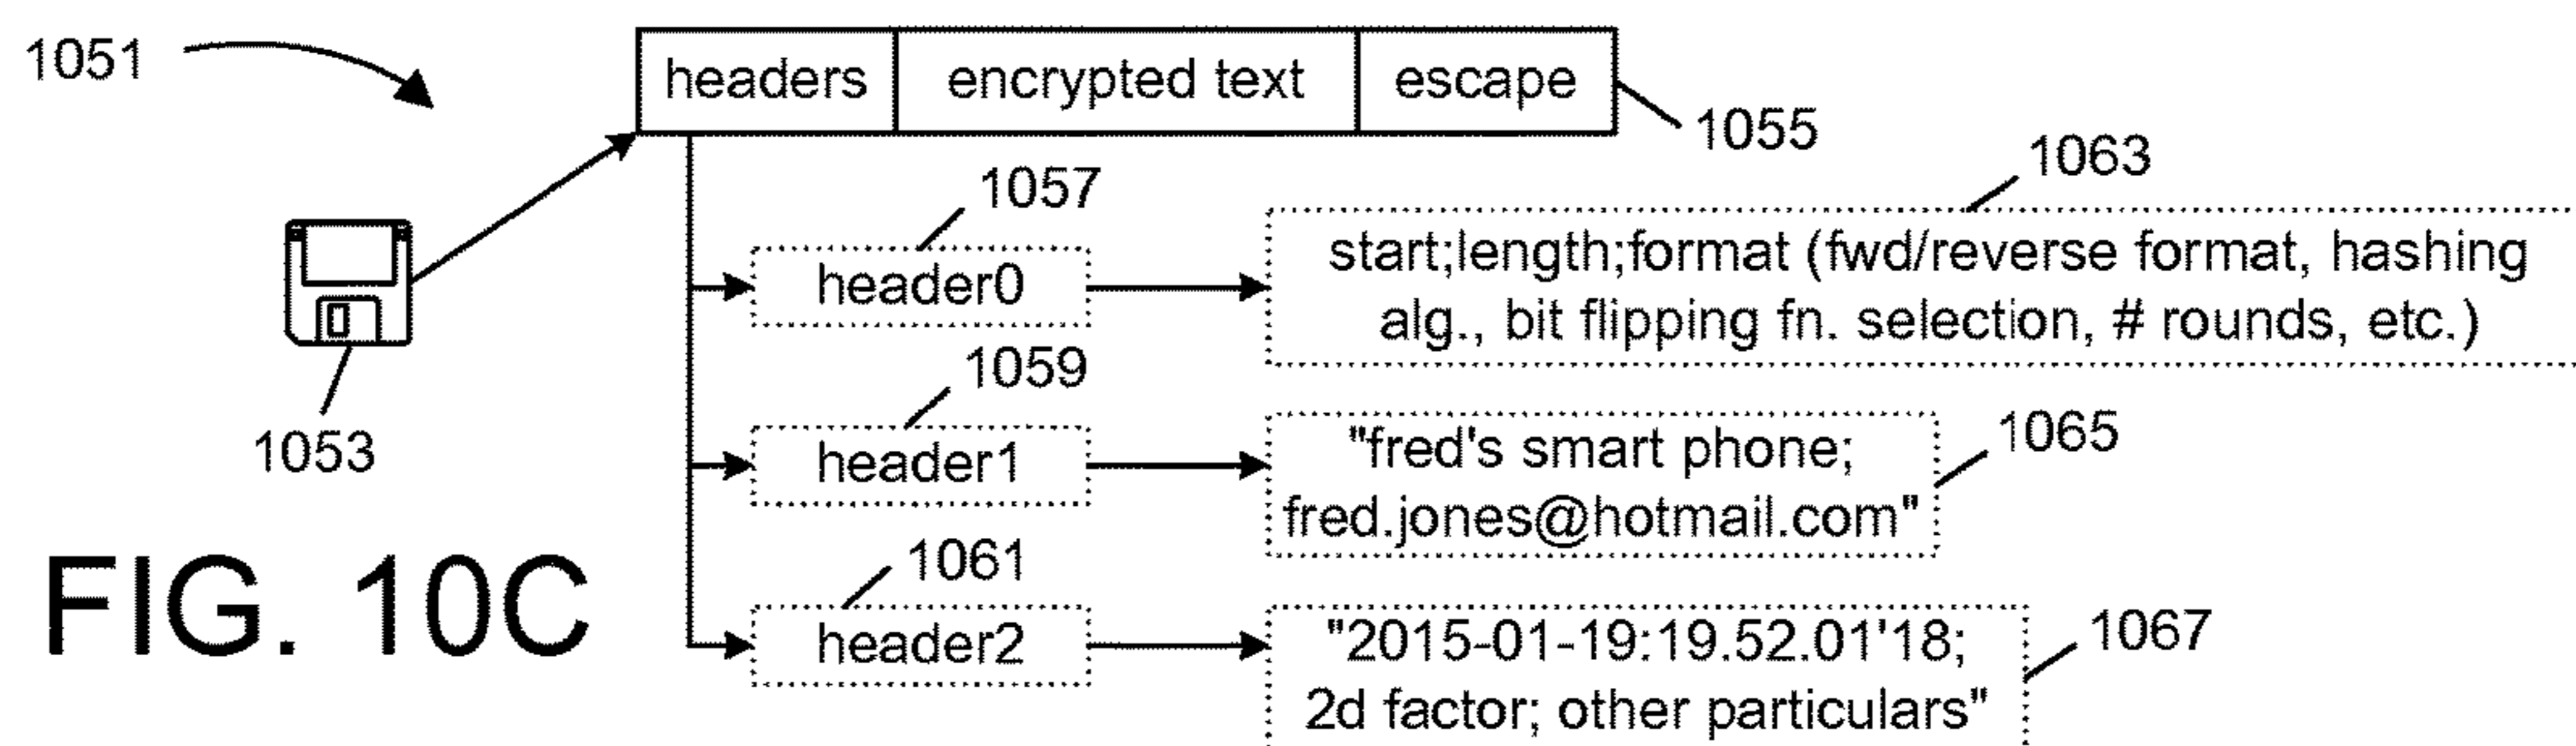 1051
headers encrypted text escape
1055
1063
1057
header0
start;length;format (fwd/reverse format, hashing
alg., bit flipping fn. selection, # rounds, etc.)
1053
1059
header1
"fred's smart phone;
fred.jones@hotmail.com"
1065
FIG. 10C
1061
header2
"2015-01-19:19.52.01'18;
2d factor; other particulars"
1067